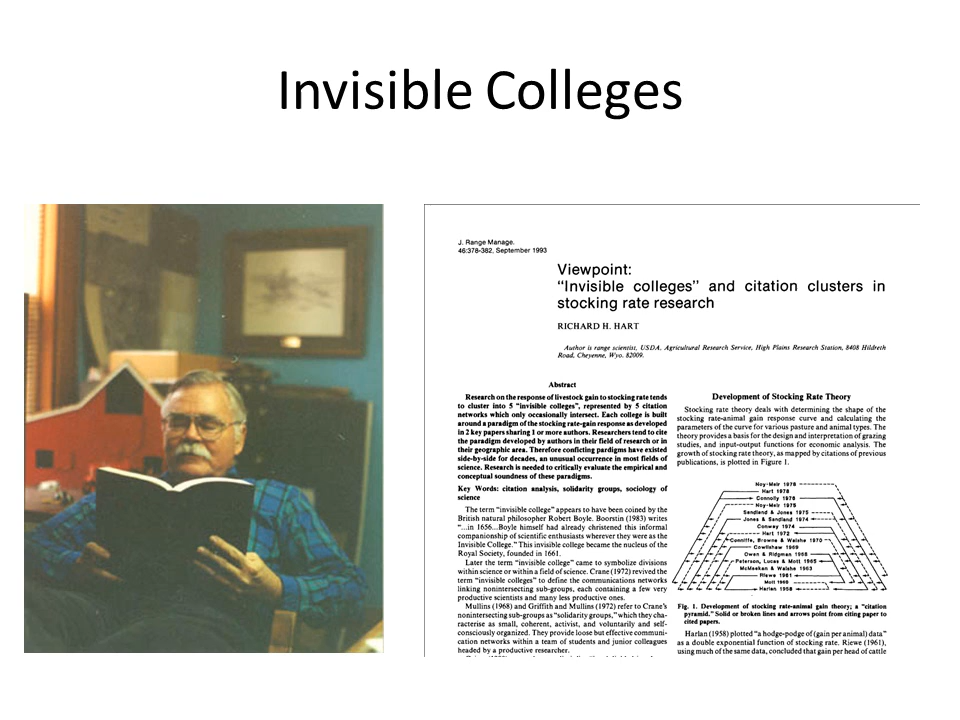 Invisible Colleges
J. Range Manage.
46:378-382, September 1993
Viewpoint:
"Invisible colleges" and citation clusters in
stocking rate research
RICHARD H. HART
Author is range scientist, USDA, Agricultural Research Service, High Plains Research Station, 8408 Hildreth
Road, Cheyenne, Wyo. 82009.
Abstract
Research on the response of livestock gain to stocking rate tends
to cluster into 5 "invisible colleges", represented by 5 citation
networks which only occasionally intersect. Each college is built
around a paradigm of the stocking rate-gain response as developed
in 2 key papers sharing 1 or more authors. Researchers tend to cite
the paradigm developed by authors in their field of research or in
their geographic area. Therefore conflicting pardigms have existed
side-by-side for decades, an unusual occurrence in most fields of
science. Research is needed to critically evaluate the empirical and
conceptual soundness of these paradigms.
Key Words: citation analysis, solidarity groups, sociology of
science
The term "invisible college" appears to have been coined by the
British natural philosopher Robert Boyle. Boorstin (1983) writes
"...in 1656...Boyle himself had already christened this informal
companionship of scientific enthusiasts wherever they were as the
Invisible College." This invisible college became the nucleus of the
Royal Society, founded in 1661.
Later the term "invisible college" came to symbolize divisions
within science or within a field of science. Crane (1972) revived the
term "invisible colleges" to define the communications networks
linking nonintersecting sub-groups, each containing a few very
productive scientists and many less productive ones.
Mullins (1968) and Griffith and Mullins (1972) refer to Crane's
nonintersecting sub-groups as "solidarity groups," which they cha-
racterise as small, coherent, activist, and voluntarily and self-
consciously organized. They provide loose but effective communi-
cation networks within a team of students and junior colleagues
headed by a productive researcher.
Development of Stocking Rate Theory
Stocking rate theory deals with determining the shape of the
stocking rate-animal gain response curve and calculating the
parameters of the curve for various pasture and animal types. The
theory provides a basis for the design and interpretation of grazing
studies, and input-output functions for economic analysis. The
growth of stocking rate theory, as mapped by citations of previous
publications, is plotted in Figure 1.
Noy-Meir 1978
Hart 1978
Connolly 1976
Noy-Meir 1975
Sandland & Jones 1975
Jones & Sandland 1974
Conway 1974
Hart 1972
Conniffe, Browne & Walshe 1970
Cowlishaw 1969
Owen & Ridgman 1968
Peterson, Lucas & Mott 1965
McMeekan & Walshe 1963
Riewe 1961
Mott 1960
Harlan 1958
Fig. 1. Development of stocking rate-animal gain theory; a "citation
pyramid." Solid or broken lines and arrows point from citing paper to
cited papers.
Harlan (1958) plotted "a hodge-podge of (gain per animal) data"
as a double exponential function of stocking rate. Riewe (1961),
using much of the same data, concluded that gain per head of cattle